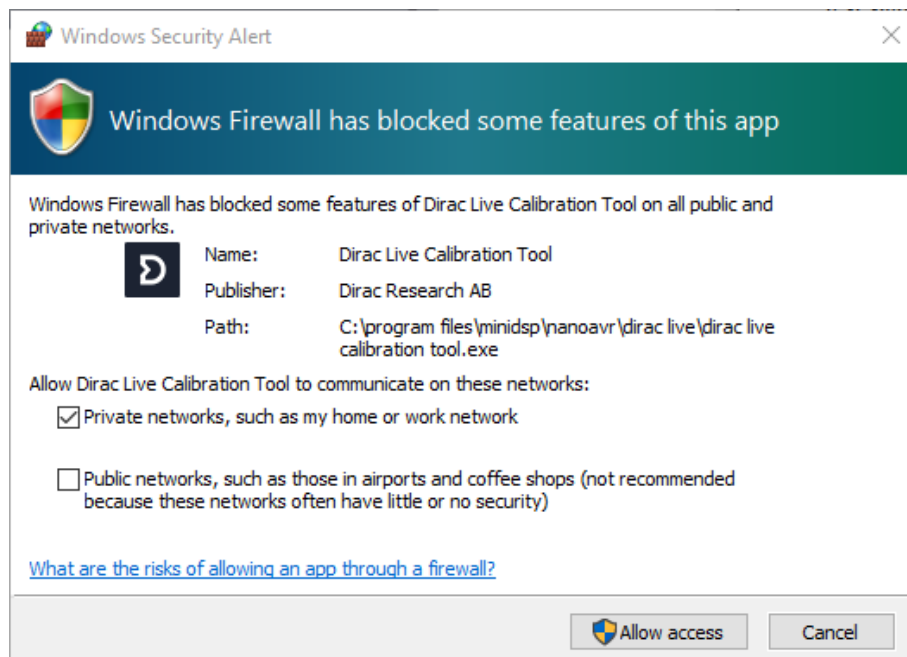 Windows Security Alert
Windows Firewall has blocked some features of this app
Windows Firewall has blocked some features of Dirac Live Calibration Tool on all public and
private networks.
Name: Dirac Live Calibration Tool
Publisher: Dirac Research AB
Path: C:\program files\minidsp\nanoavr\dirac live\dirac live
calibration tool.exe
Allow Dirac Live Calibration Tool to communicate on these networks:
Private networks, such as my home or work network
Public networks, such as those in airports and coffee shops (not recommended
because these networks often have little or no security)
What are the risks of allowing an app through a firewall?
Allow access Cancel